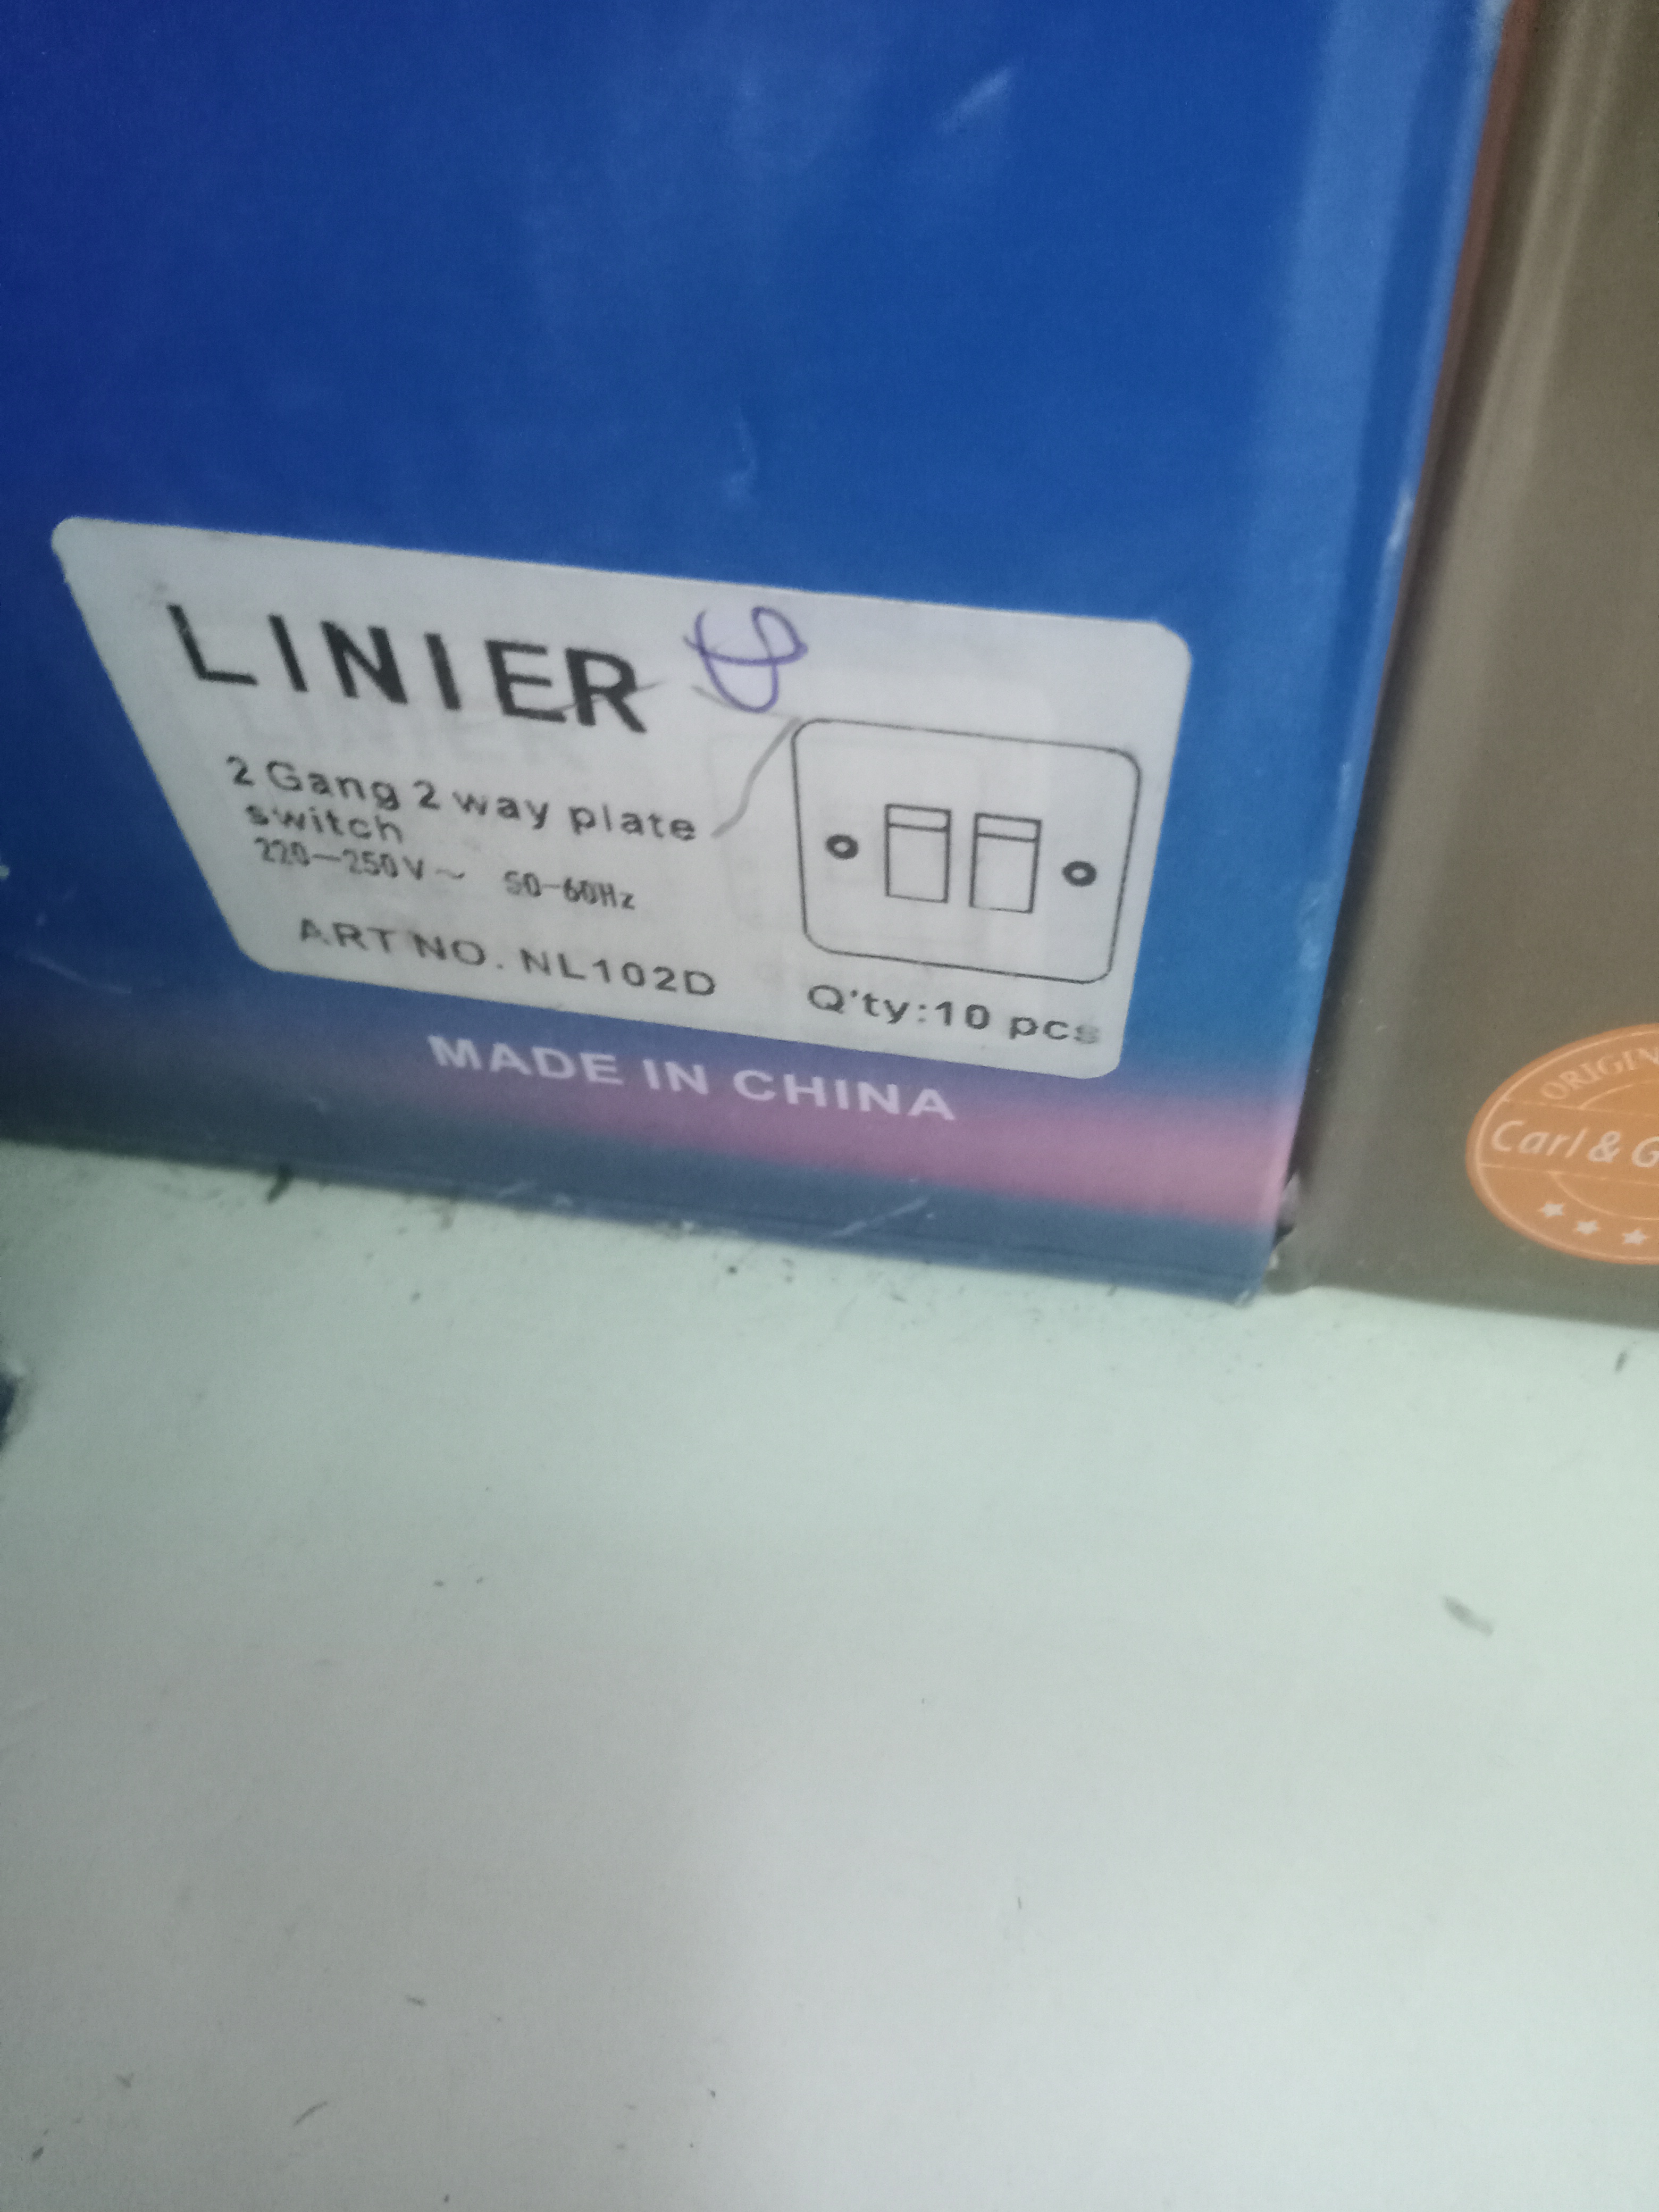 LINIER
2 Gang 2 way plate
switch
220-250V~ 50-60Hz
ART NO. NL102D
Q'ty:10 pcs
MADE IN CHINA
Carl & G
★ ★ ★